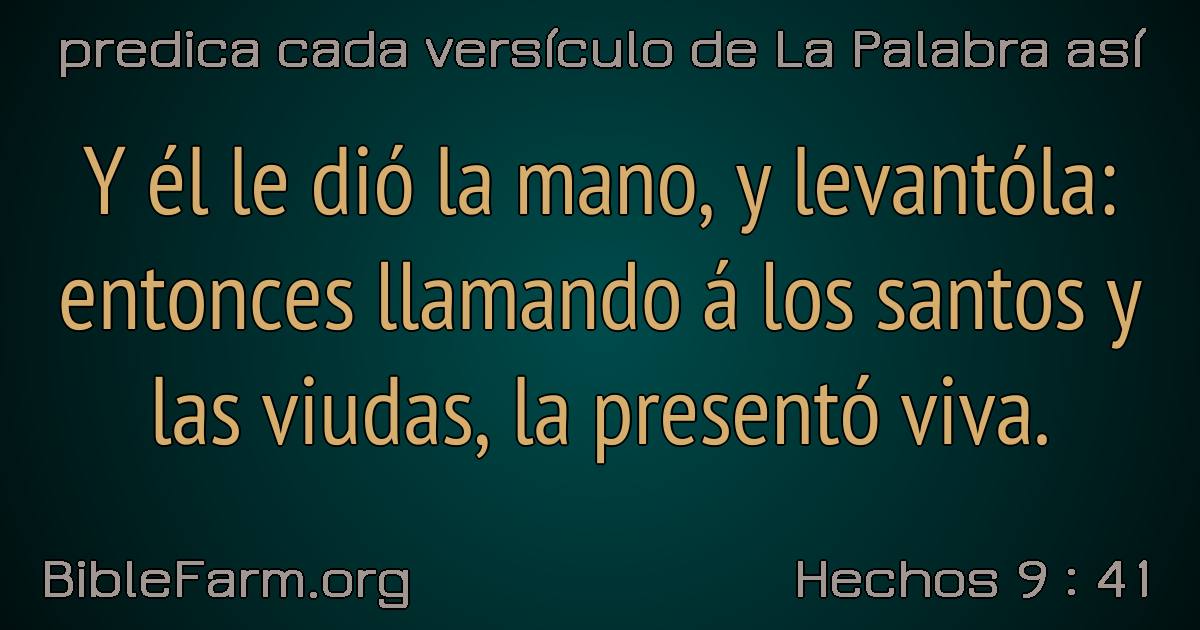 predica cada versículo de La Palabra así
Y él le dió la mano, y levantóla:
entonces llamando á los santos y
las viudas, la presentó viva.
BibleFarm.org
Hechos 9 : 41